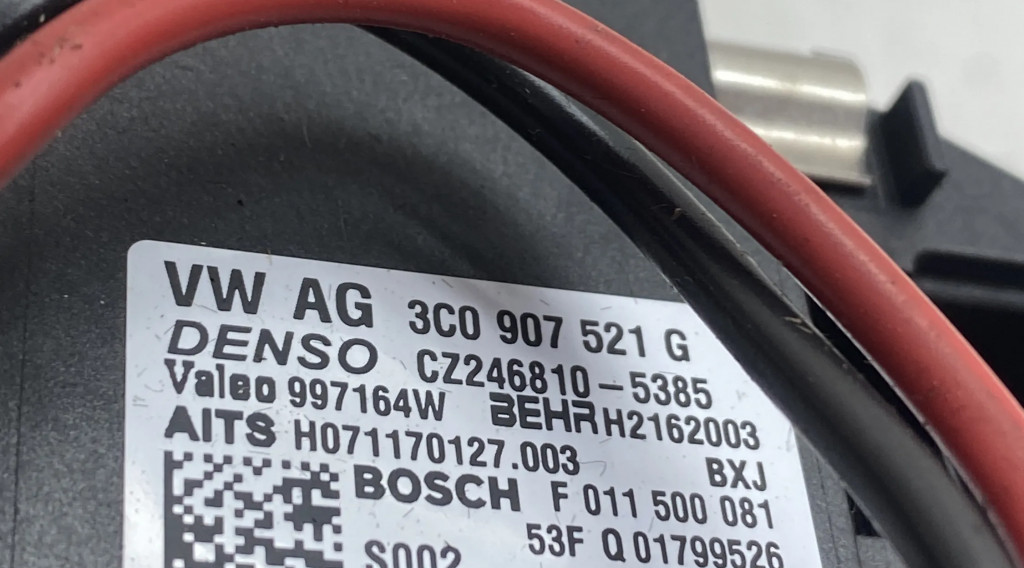 VW AG 3C0 907 521 G
DENSO CZ246810-5385
Valeo 997164W BEHR H2162003
AITS H071170127.003 BXJ
BOSCH F 011 500 081
S002 53F Q 01799526